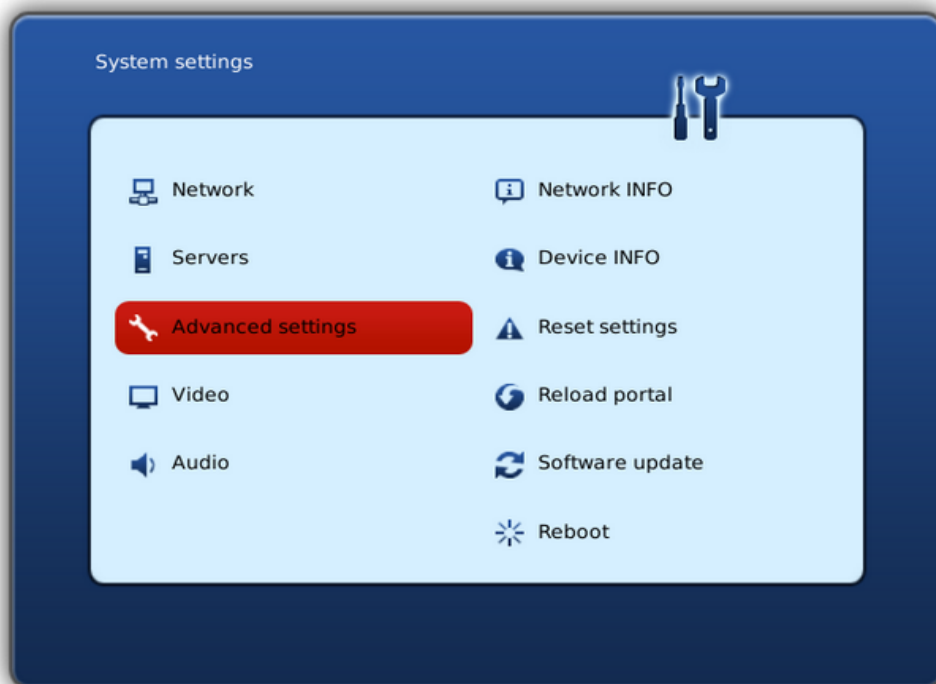 System settings
Network
Servers
Advanced settings
Video
Audio
Network INFO
Device INFO
Reset settings
Reload portal
Software update
Reboot